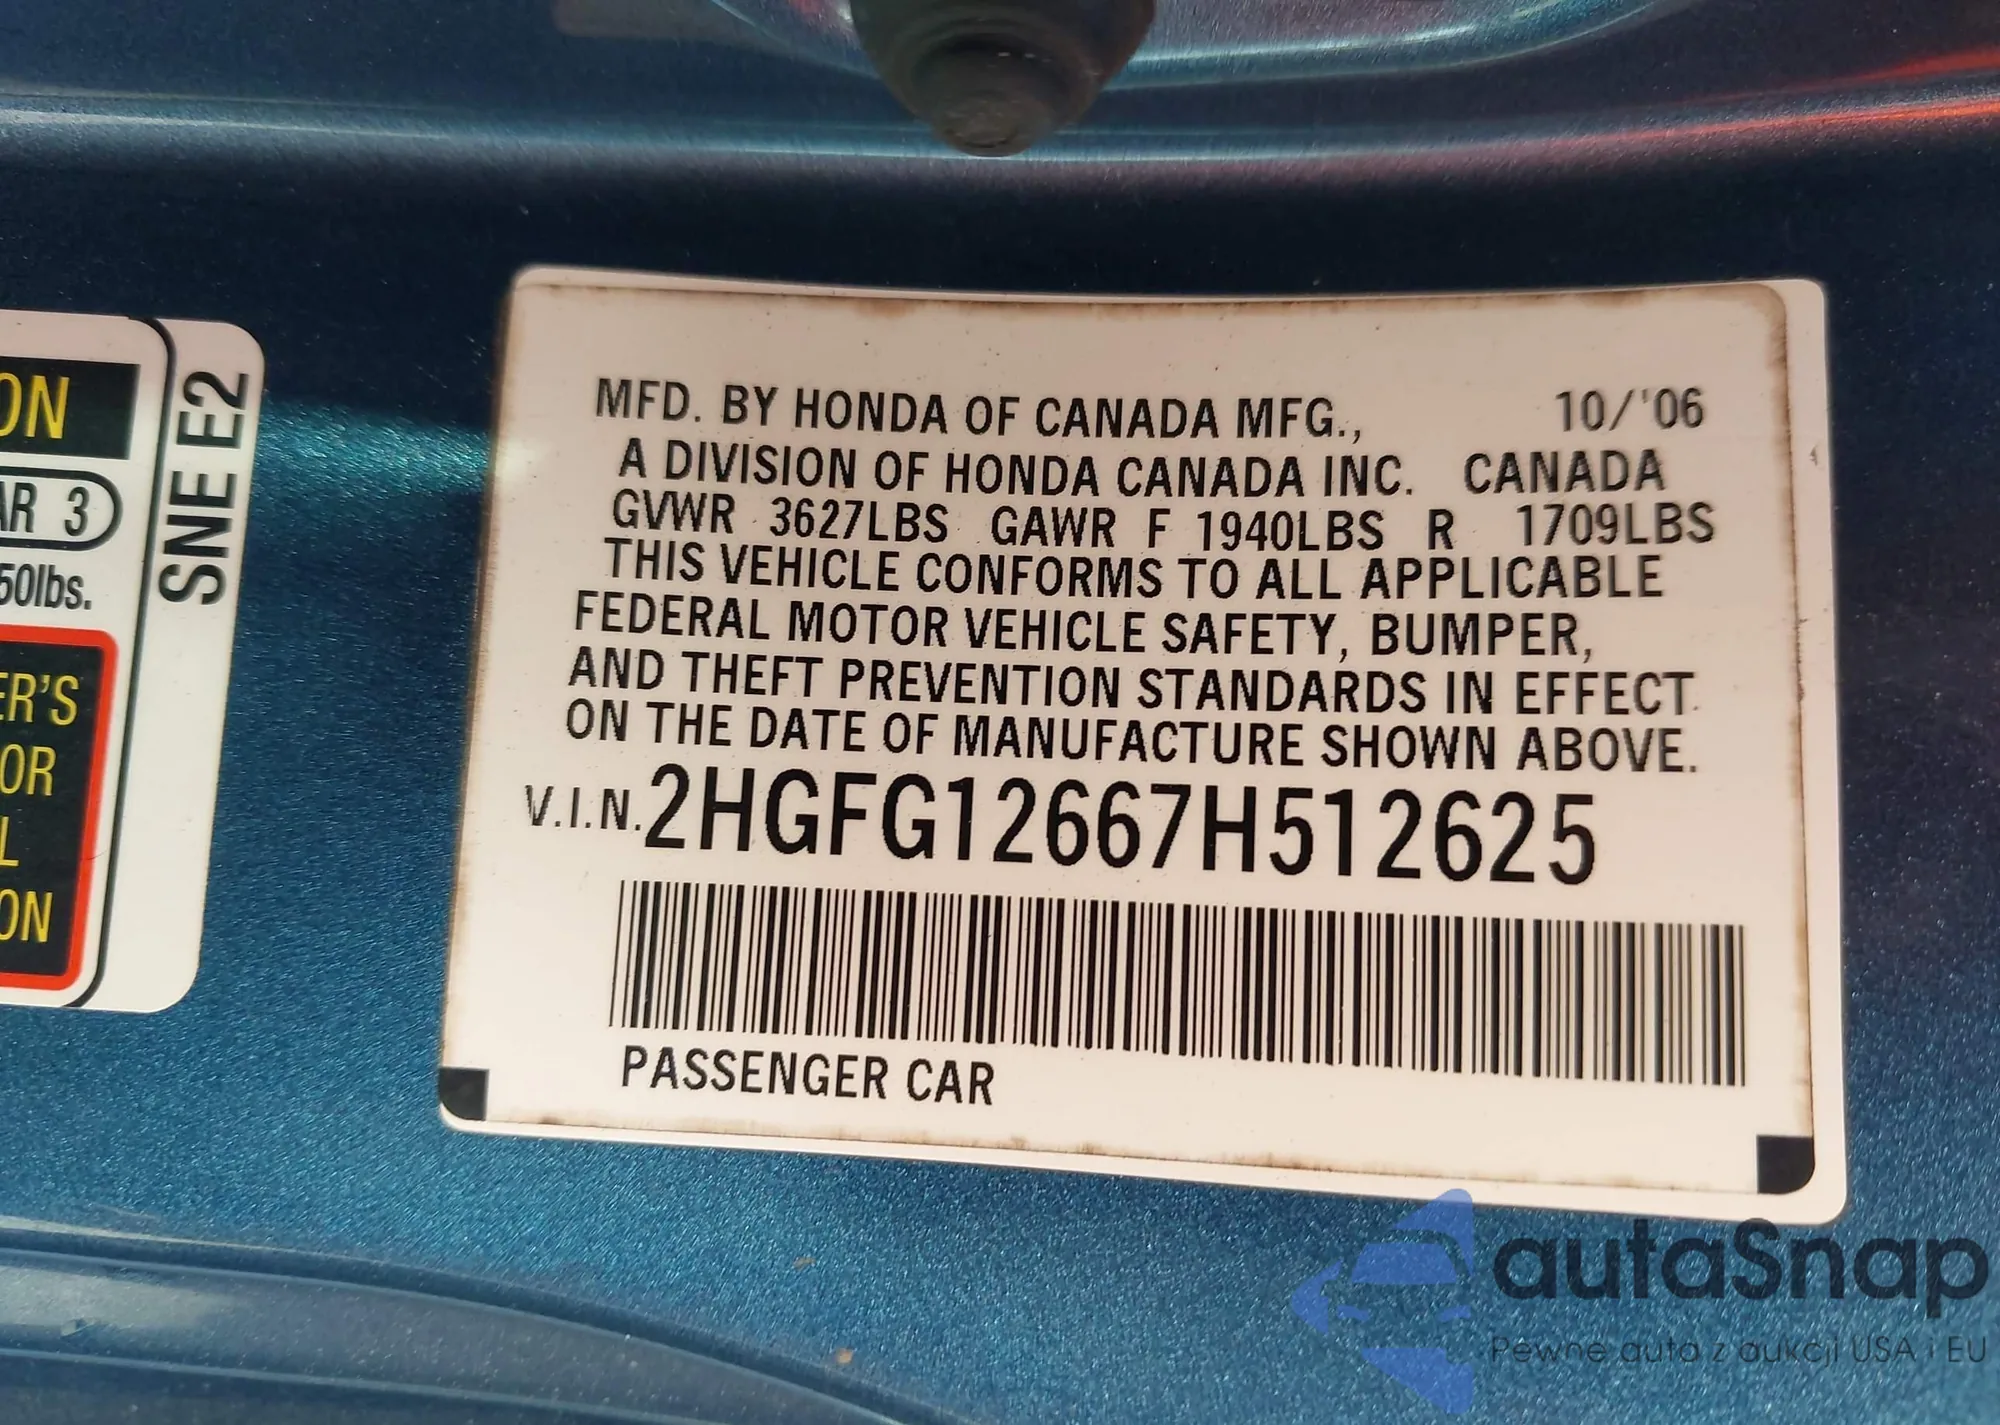 ON
AR 3
50lbs.
ER'S
OR
L
ON
SNE E2
MFD. BY HONDA OF CANADA MFG., 10/'06
A DIVISION OF HONDA CANADA INC. CANADA
GVWR 3627LBS GAWR F 1940LBS R 1709LBS
THIS VEHICLE CONFORMS TO ALL APPLICABLE
FEDERAL MOTOR VEHICLE SAFETY, BUMPER,
AND THEFT PREVENTION STANDARDS IN EFFECT
ON THE DATE OF MANUFACTURE SHOWN ABOVE.
V.I.N. 2HGFG12667H512625
PASSENGER CAR
autaSnap
Pewne auta z aukcji USA i EU